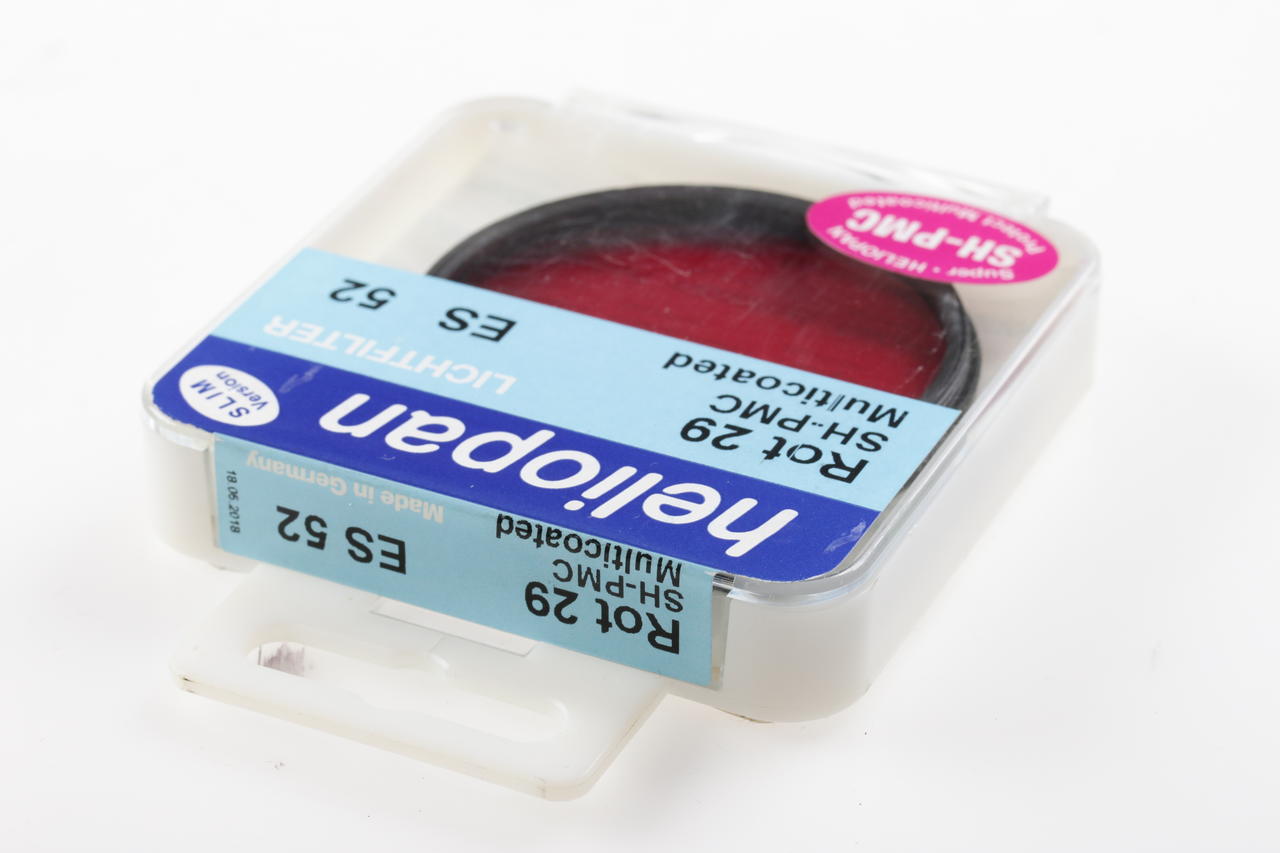 Super • HELIOPAN
SH-PMC
Protect Multicoated
heliopan
SLIM
Version
LICHTFILTER
Rot 29
SH-PMC
Multicoated
ES 52
Rot 29
SH-PMC
Multicoated
ES 52
Made in Germany
18.06.2018